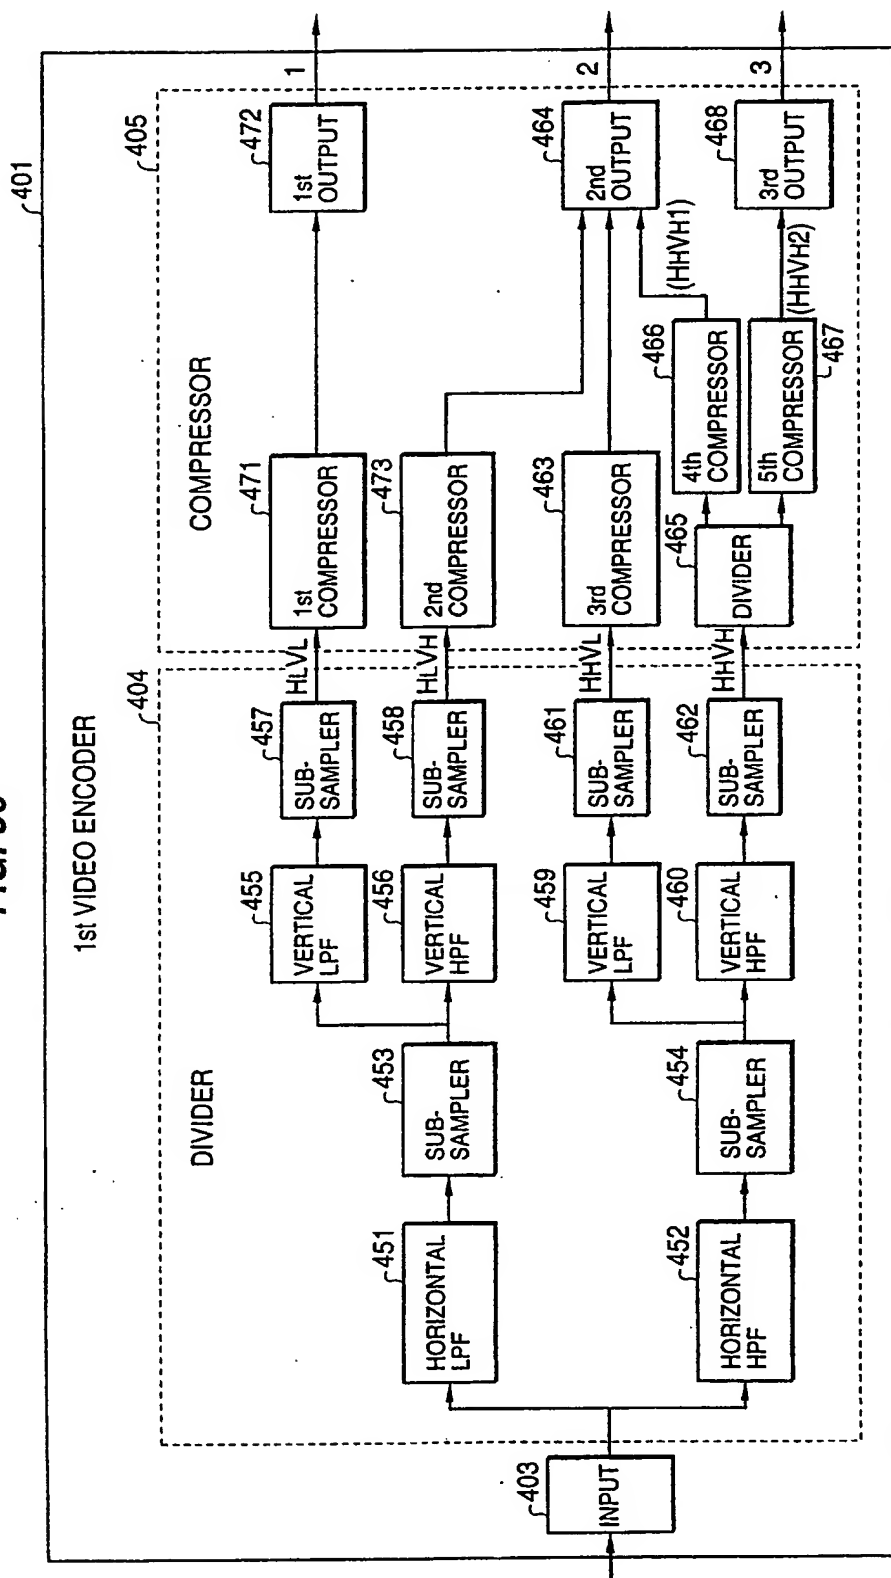 1st VIDEO ENCODER
401
DIVIDER
404
COMPRESSOR
405
403
INPUT
451
HORIZONTAL
LPF
452
HORIZONTAL
HPF
453
SUB-
SAMPLER
454
SUB-
SAMPLER
455
VERTICAL
LPF
456
VERTICAL
HPF
459
VERTICAL
LPF
460
VERTICAL
HPF
457
SUB-
SAMPLER
458
SUB-
SAMPLER
461
SUB-
SAMPLER
462
SUB-
SAMPLER
HLVL
HLVH
HHVL
HHVH
471
1st
COMPRESSOR
473
2nd
COMPRESSOR
463
3rd
COMPRESSOR
465
DIVIDER
466
4th
COMPRESSOR
5th
COMPRESSOR
467
(HHVH1)
(HHVH2)
472
1st
OUTPUT
464
2nd
OUTPUT
468
3rd
OUTPUT
1
2
3